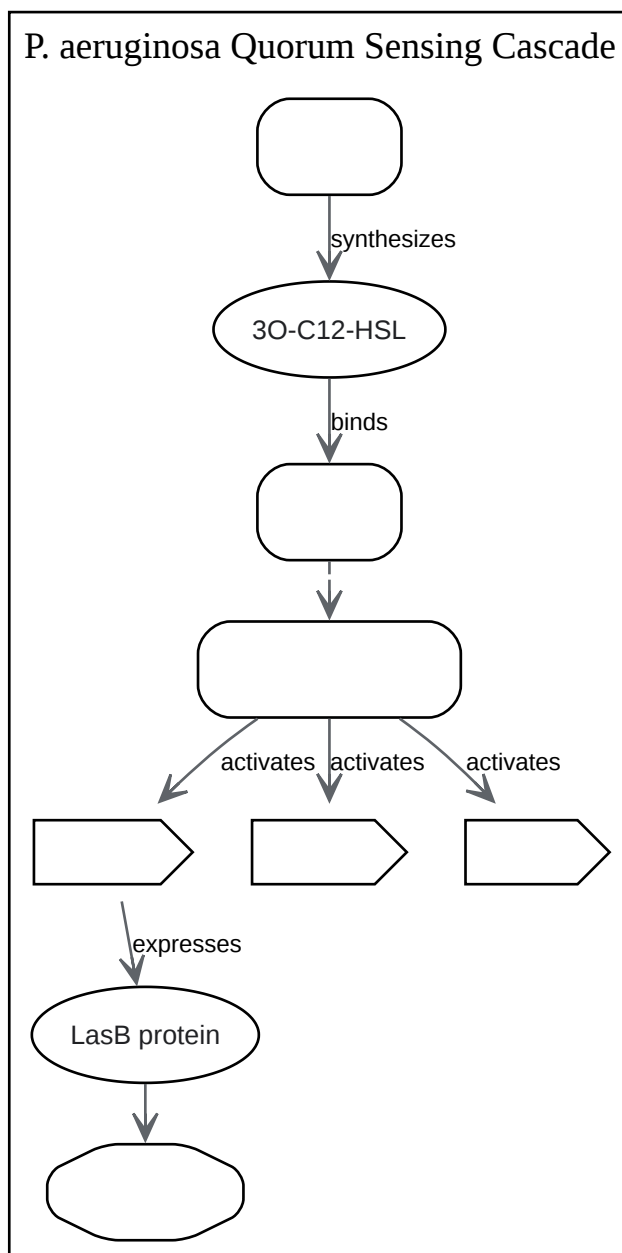 P. aeruginosa Quorum Sensing Cascade
synthesizes
3O-C12-HSL
binds
activates
activates
activates
expresses
LasB protein